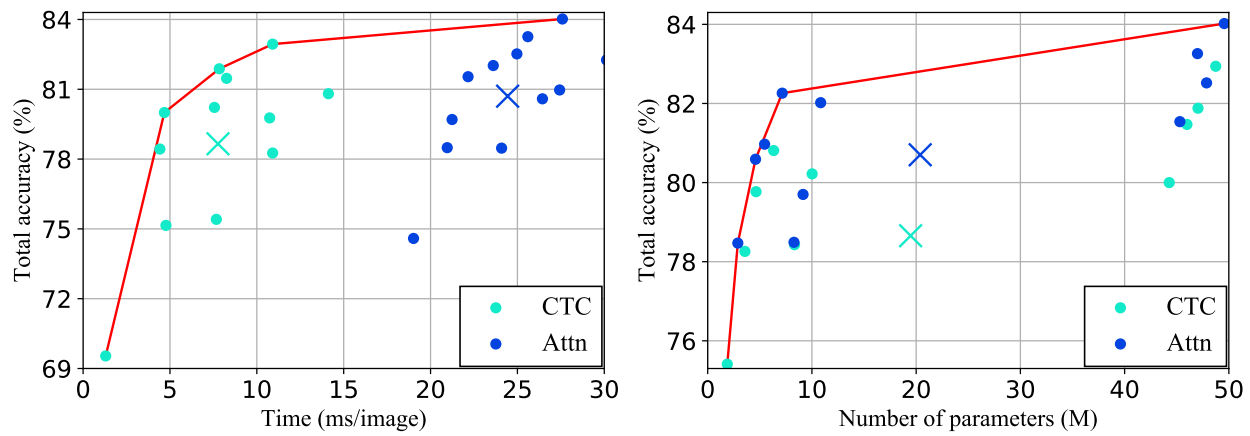 84
81
78
75
72
69
Total accuracy (%)
0 5 10 15 20 25 30
Time (ms/image)
CTC
Attn
84
82
80
78
76
Total accuracy (%)
0 10 20 30 40 50
Number of parameters (M)
CTC
Attn